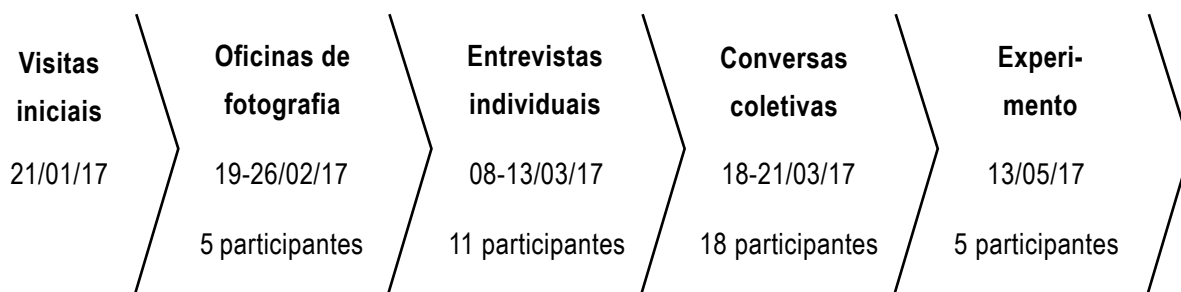 Visitas
iniciais
21/01/17
Oficinas de
fotografia
19-26/02/17
5 participantes
Entrevistas
individuais
08-13/03/17
11 participantes
Conversas
coletivas
18-21/03/17
18 participantes
Experi-
mento
13/05/17
5 participantes